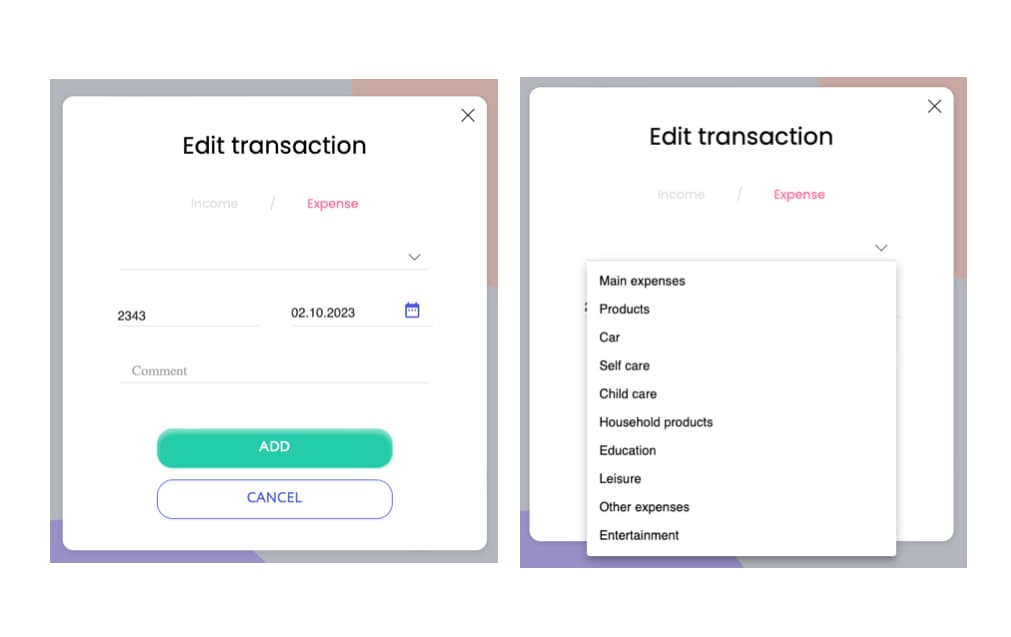 Edit transaction
Income / Expense
2343 02.10.2023
Comment
ADD
CANCEL
Edit transaction
Income / Expense
Main expenses
Products
Car
Self care
Child care
Household products
Education
Leisure
Other expenses
Entertainment